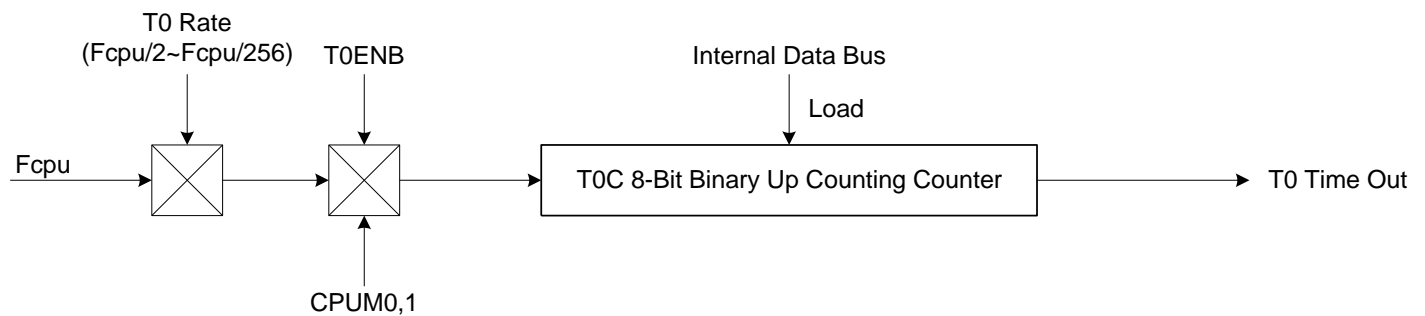 T0 Rate
(Fcpu/2~Fcpu/256)
T0ENB
Internal Data Bus
Load
Fcpu
T0C 8-Bit Binary Up Counting Counter
T0 Time Out
CPUM0,1